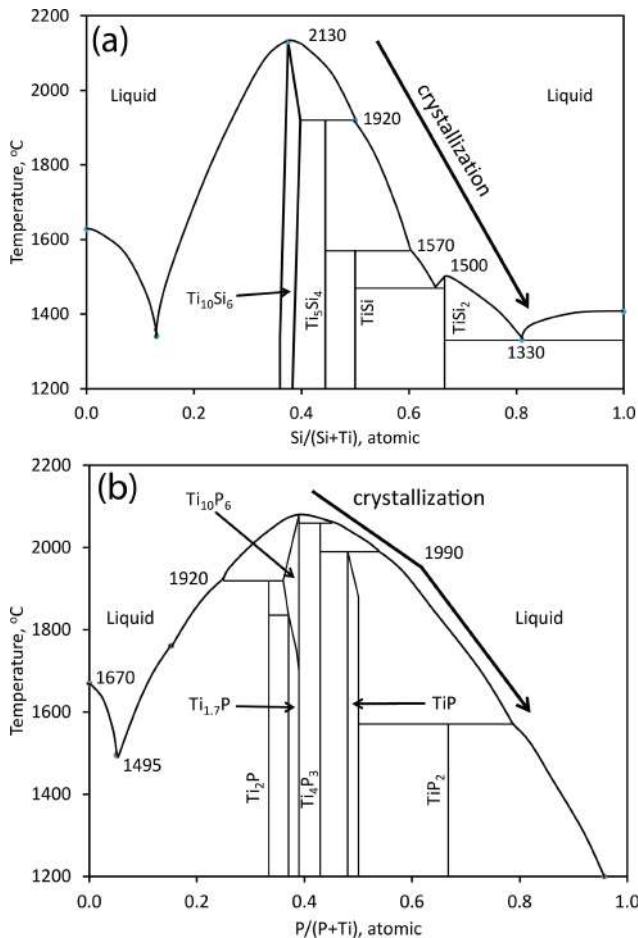 (a)
2200
2130
2000
1920
Liquid
Liquid
crystallization
1800
Temperature, °C
1600
1570
1500
Ti10Si6
Ti5Si4
TiSi
TiSi2
1400
1330
1200
0.0 0.2 0.4 0.6 0.8 1.0
Si/(Si+Ti), atomic
(b)
2200
Ti10P6
crystallization
2000
1990
1920
Liquid
Liquid
1800
Temperature, °C
1670
Ti1.7P
TiP
1600
1495
Ti2P
Ti4P3
TiP2
1400
1200
0.0 0.2 0.4 0.6 0.8 1.0
P/(P+Ti), atomic